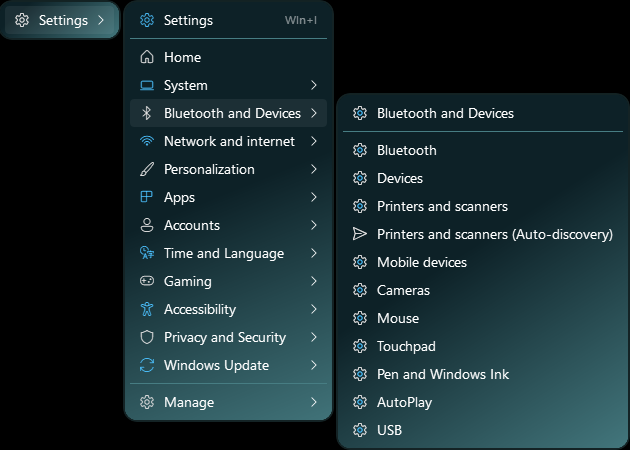 Settings
Settings Win+I
Home
System
Bluetooth and Devices
Network and internet
Personalization
Apps
Accounts
Time and Language
Gaming
Accessibility
Privacy and Security
Windows Update
Manage
Bluetooth and Devices
Bluetooth
Devices
Printers and scanners
Printers and scanners (Auto-discovery)
Mobile devices
Cameras
Mouse
Touchpad
Pen and Windows Ink
AutoPlay
USB